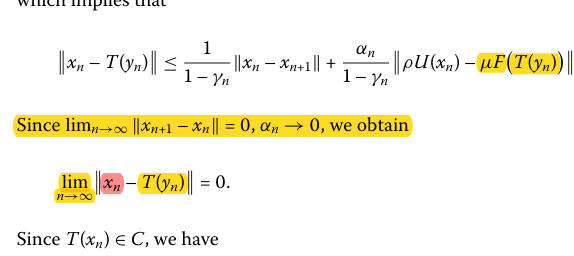 which implies that
‖xₙ − T(yₙ)‖ ≤ 1/(1 − γₙ) ‖xₙ − xₙ₊₁‖ + αₙ/(1 − γₙ) ‖ρU(xₙ) − μF(T(yₙ))‖
Since limₙ→∞ ‖xₙ₊₁ − xₙ‖ = 0, αₙ → 0, we obtain
limₙ→∞ ‖xₙ − T(yₙ)‖ = 0.
Since T(xₙ) ∈ C, we have